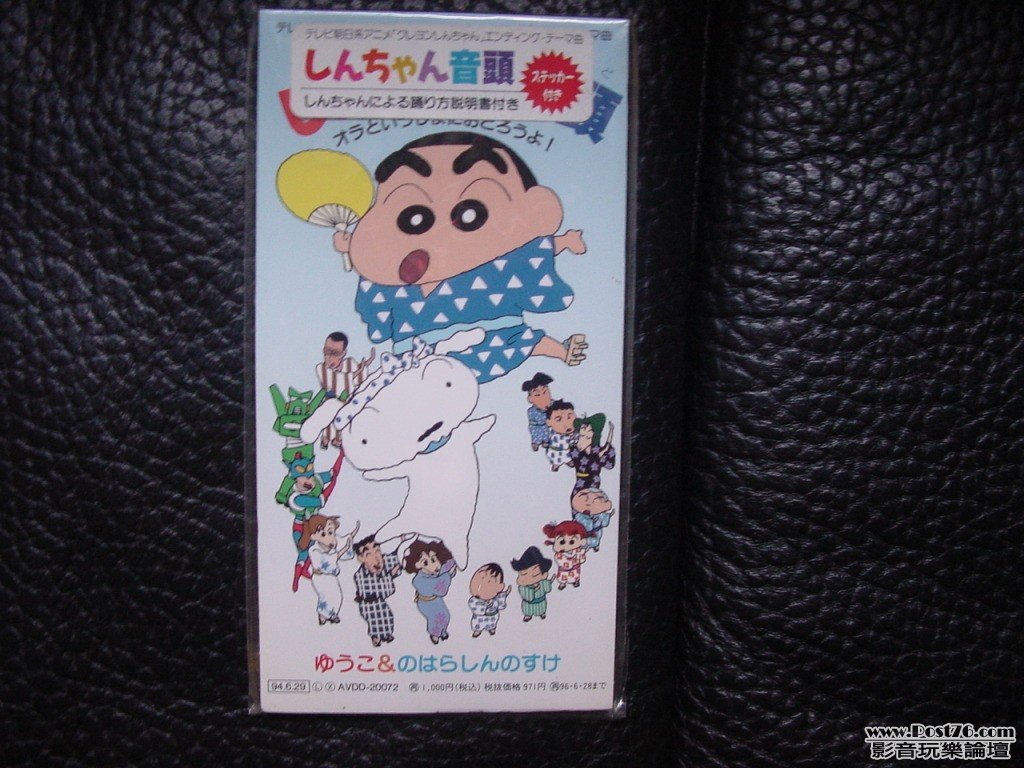 テレビ朝日系アニメ「クレヨンしんちゃん」エンディング・テーマ曲
しんちゃん音頭
ステッカー
付き
しんちゃんによる踊り方説明書付き
頭
オラといっしょにおどろうよ!
ゆうこ&のはらしんのすけ
94.6.29 Ⓛ Ⓧ AVDD-20072 再 1,000円(税込) 税抜価格 971円 再96・6・28まで
www.Post76.com
影音玩樂論壇